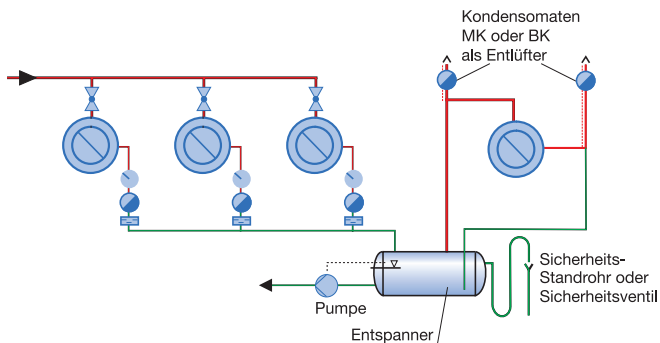 Kondensomaten
MK oder BK
als Entlüfter
Sicherheits-
Standrohr oder
Sicherheitsventil
Pumpe
Entspanner